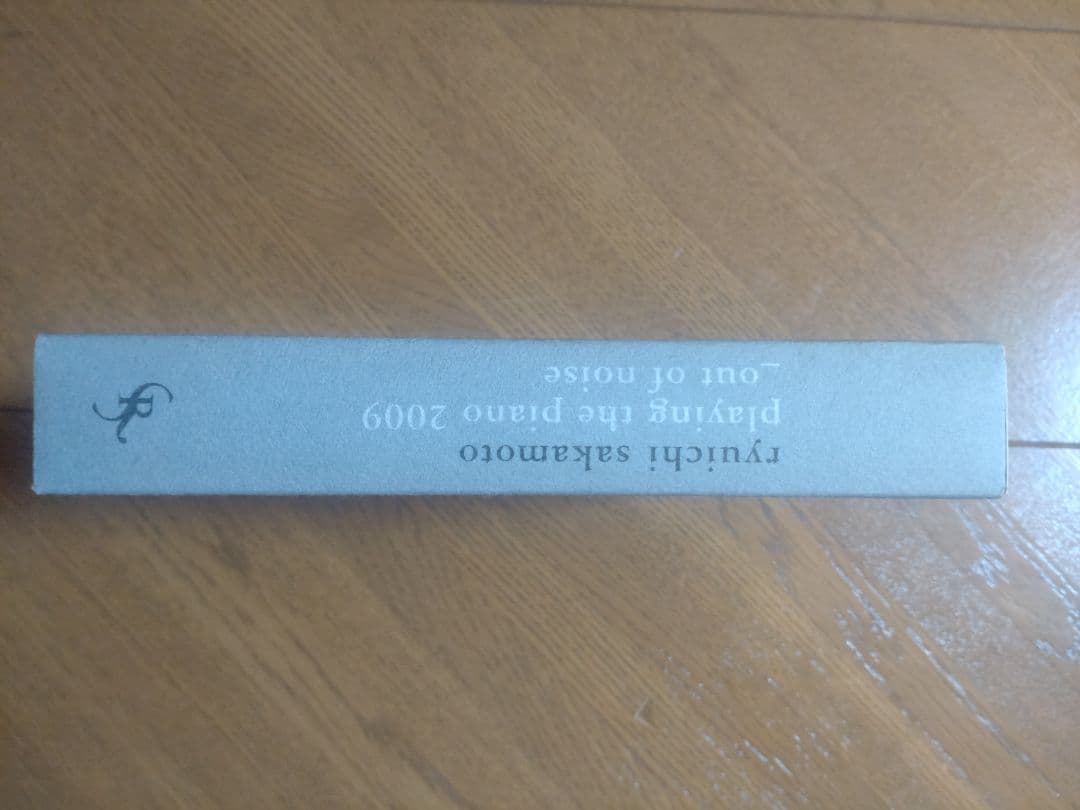 ryuichi sakamoto
playing the piano 2009
_out of noise